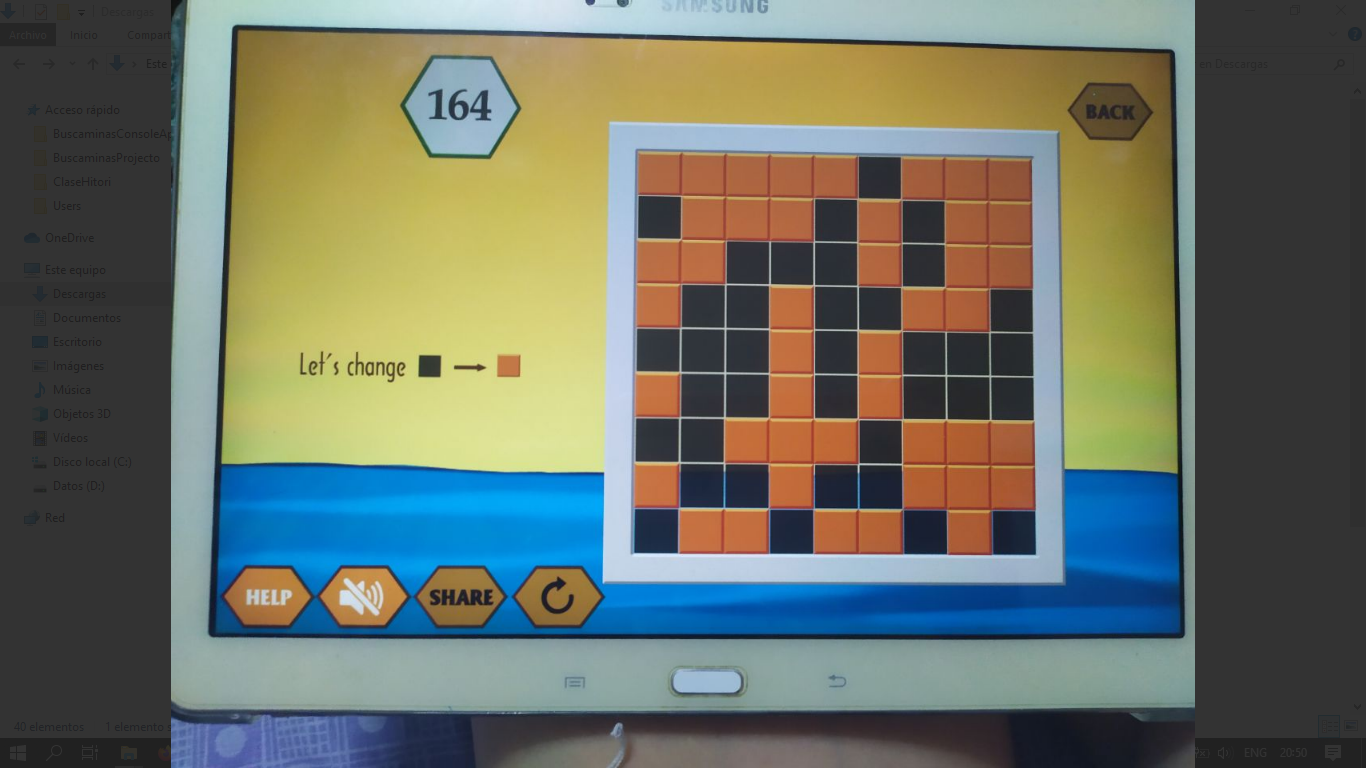 Descargas
Archivo Inicio Compart
Este
en Descargas
Acceso rápido
BuscaminasConsoleAp
BuscaminasProjecto
ClaseHitori
Users
OneDrive
Este equipo
Descargas
Documentos
Escritorio
Imágenes
Música
Objetos 3D
Vídeos
Disco local (C:)
Datos (D:)
Red
40 elementos 1 elemento
SAMSUNG
164
BACK
Let's change
HELP
SHARE
ENG 20:50